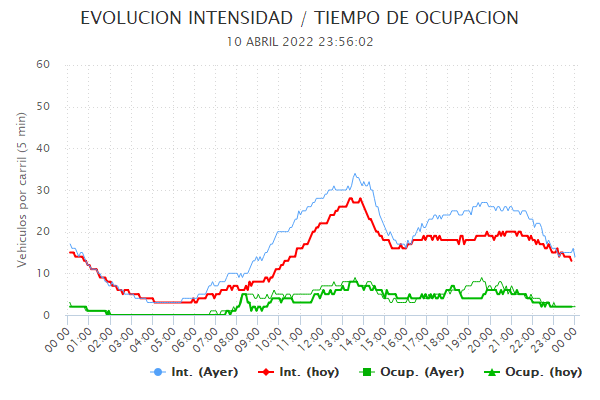 EVOLUCION INTENSIDAD / TIEMPO DE OCUPACION
10 ABRIL 2022 23:56:02
Vehiculos por carril (5 min)
60
50
40
30
20
10
0
00:00 01:00 02:00 03:00 04:00 05:00 06:00 07:00 08:00 09:00 10:00 11:00 12:00 13:00 14:00 15:00 16:00 17:00 18:00 19:00 20:00 21:00 22:00 23:00 00:00
Int. (Ayer) Int. (hoy) Ocup. (Ayer) Ocup. (hoy)